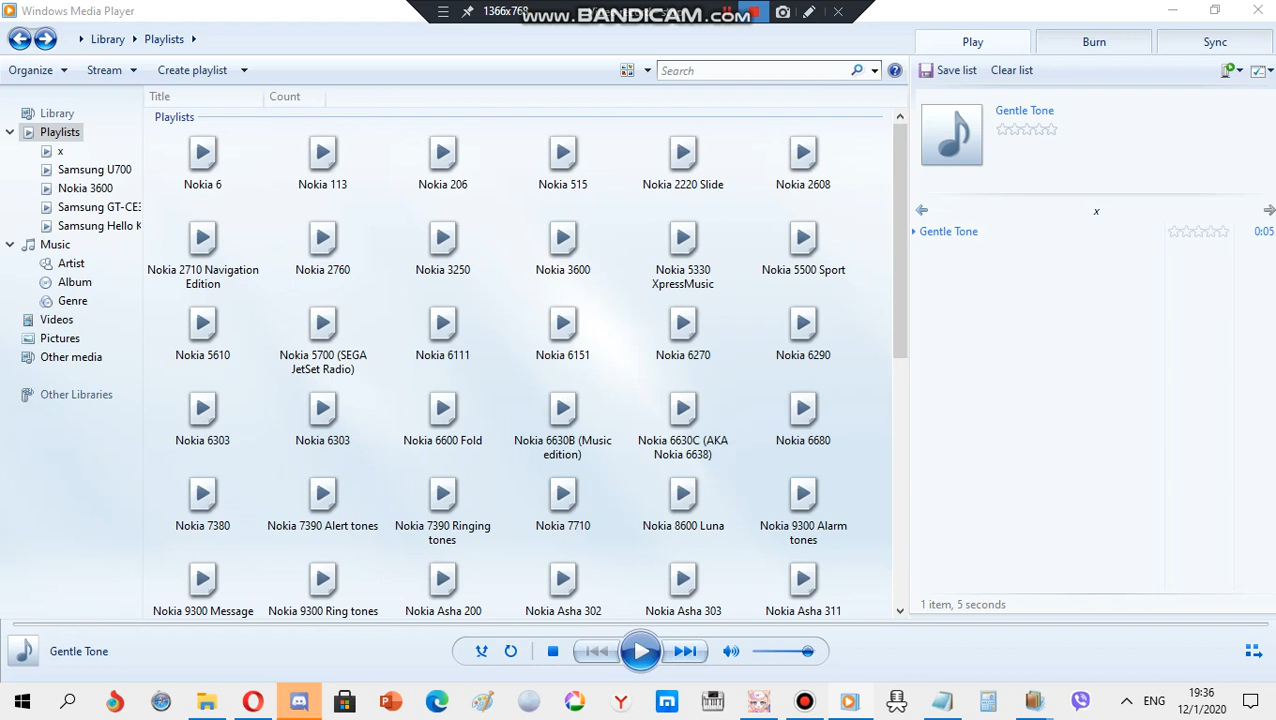 Windows Media Player
1366x768
www.BANDICAM.com
Library
Playlists
Play
Burn
Sync
Organize
Stream
Create playlist
Search
Save list
Clear list
Title
Count
Library
Playlists
x
Samsung U700
Nokia 3600
Samsung GT-CE3
Samsung Hello K
Music
Artist
Album
Genre
Videos
Pictures
Other media
Other Libraries
Playlists
Nokia 6
Nokia 113
Nokia 206
Nokia 515
Nokia 2220 Slide
Nokia 2608
Nokia 2710 Navigation
Edition
Nokia 2760
Nokia 3250
Nokia 3600
Nokia 5330
XpressMusic
Nokia 5500 Sport
Nokia 5610
Nokia 5700 (SEGA
JetSet Radio)
Nokia 6111
Nokia 6151
Nokia 6270
Nokia 6290
Nokia 6303
Nokia 6303
Nokia 6600 Fold
Nokia 6630B (Music
edition)
Nokia 6630C (AKA
Nokia 6638)
Nokia 6680
Nokia 7380
Nokia 7390 Alert tones
Nokia 7390 Ringing
tones
Nokia 7710
Nokia 8600 Luna
Nokia 9300 Alarm
tones
Nokia 9300 Message
Nokia 9300 Ring tones
Nokia Asha 200
Nokia Asha 302
Nokia Asha 303
Nokia Asha 311
Gentle Tone
x
Gentle Tone
0:05
1 item, 5 seconds
Gentle Tone
ENG
19:36
12/1/2020